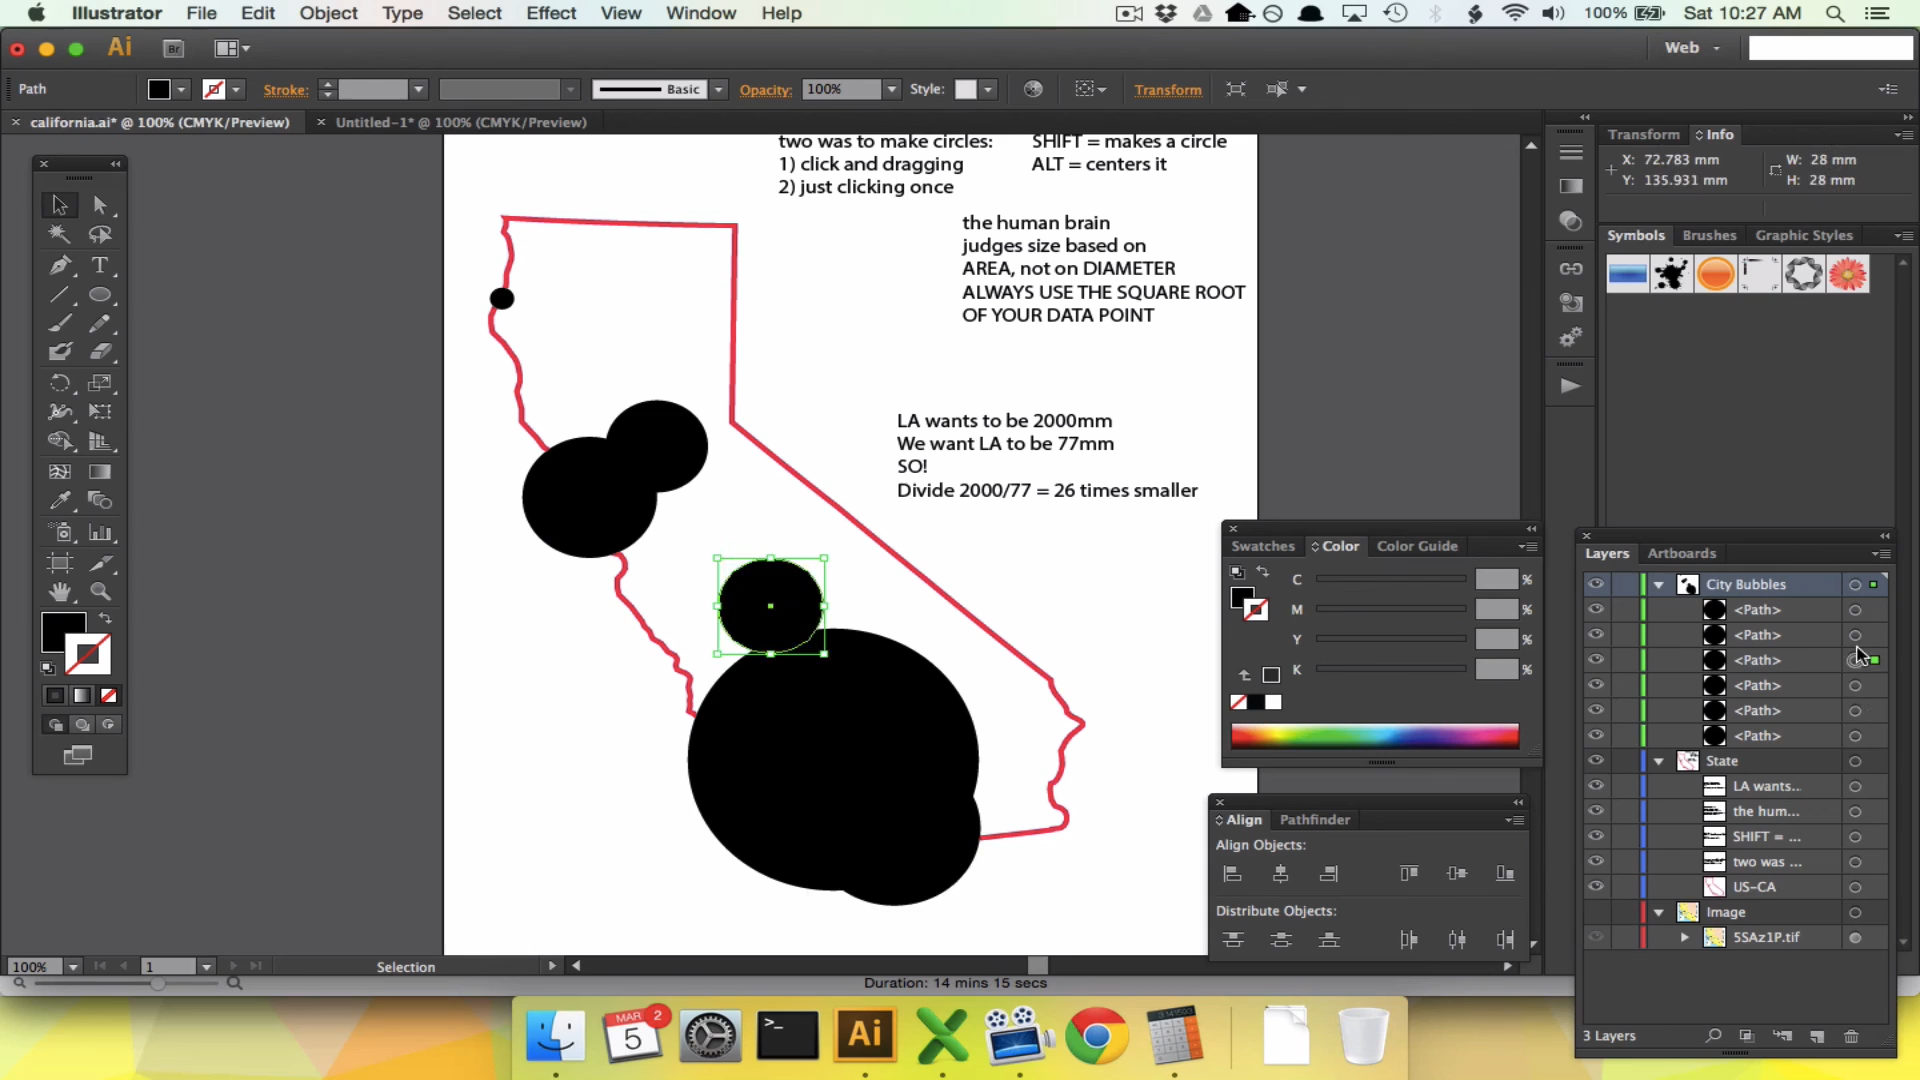 Illustrator File Edit Object Type Select Effect View Window Help 100% Sat 10:27 AM
Ai Br Web
Path Stroke: Basic Opacity: 100% Style: Transform
california.ai* @ 100% (CMYK/Preview) Untitled-1* @ 100% (CMYK/Preview)
two was to make circles:
1) click and dragging
2) just clicking once
SHIFT = makes a circle
ALT = centers it
the human brain
judges size based on
AREA, not on DIAMETER
ALWAYS USE THE SQUARE ROOT
OF YOUR DATA POINT
LA wants to be 2000mm
We want LA to be 77mm
SO!
Divide 2000/77 = 26 times smaller
Transform Info
X: 72.783 mm W: 28 mm
Y: 135.931 mm H: 28 mm
Symbols Brushes Graphic Styles
Swatches Color Color Guide
C %
M %
Y %
K %
Align Pathfinder
Align Objects:
Distribute Objects:
Layers Artboards
City Bubbles
<Path>
<Path>
<Path>
<Path>
<Path>
<Path>
State
LA wants...
the hum...
SHIFT = ...
two was ...
US-CA
Image
5SAz1P.tif
3 Layers
100% 1 Selection
Duration: 14 mins 15 secs
MAR 2
5
>_
Ai